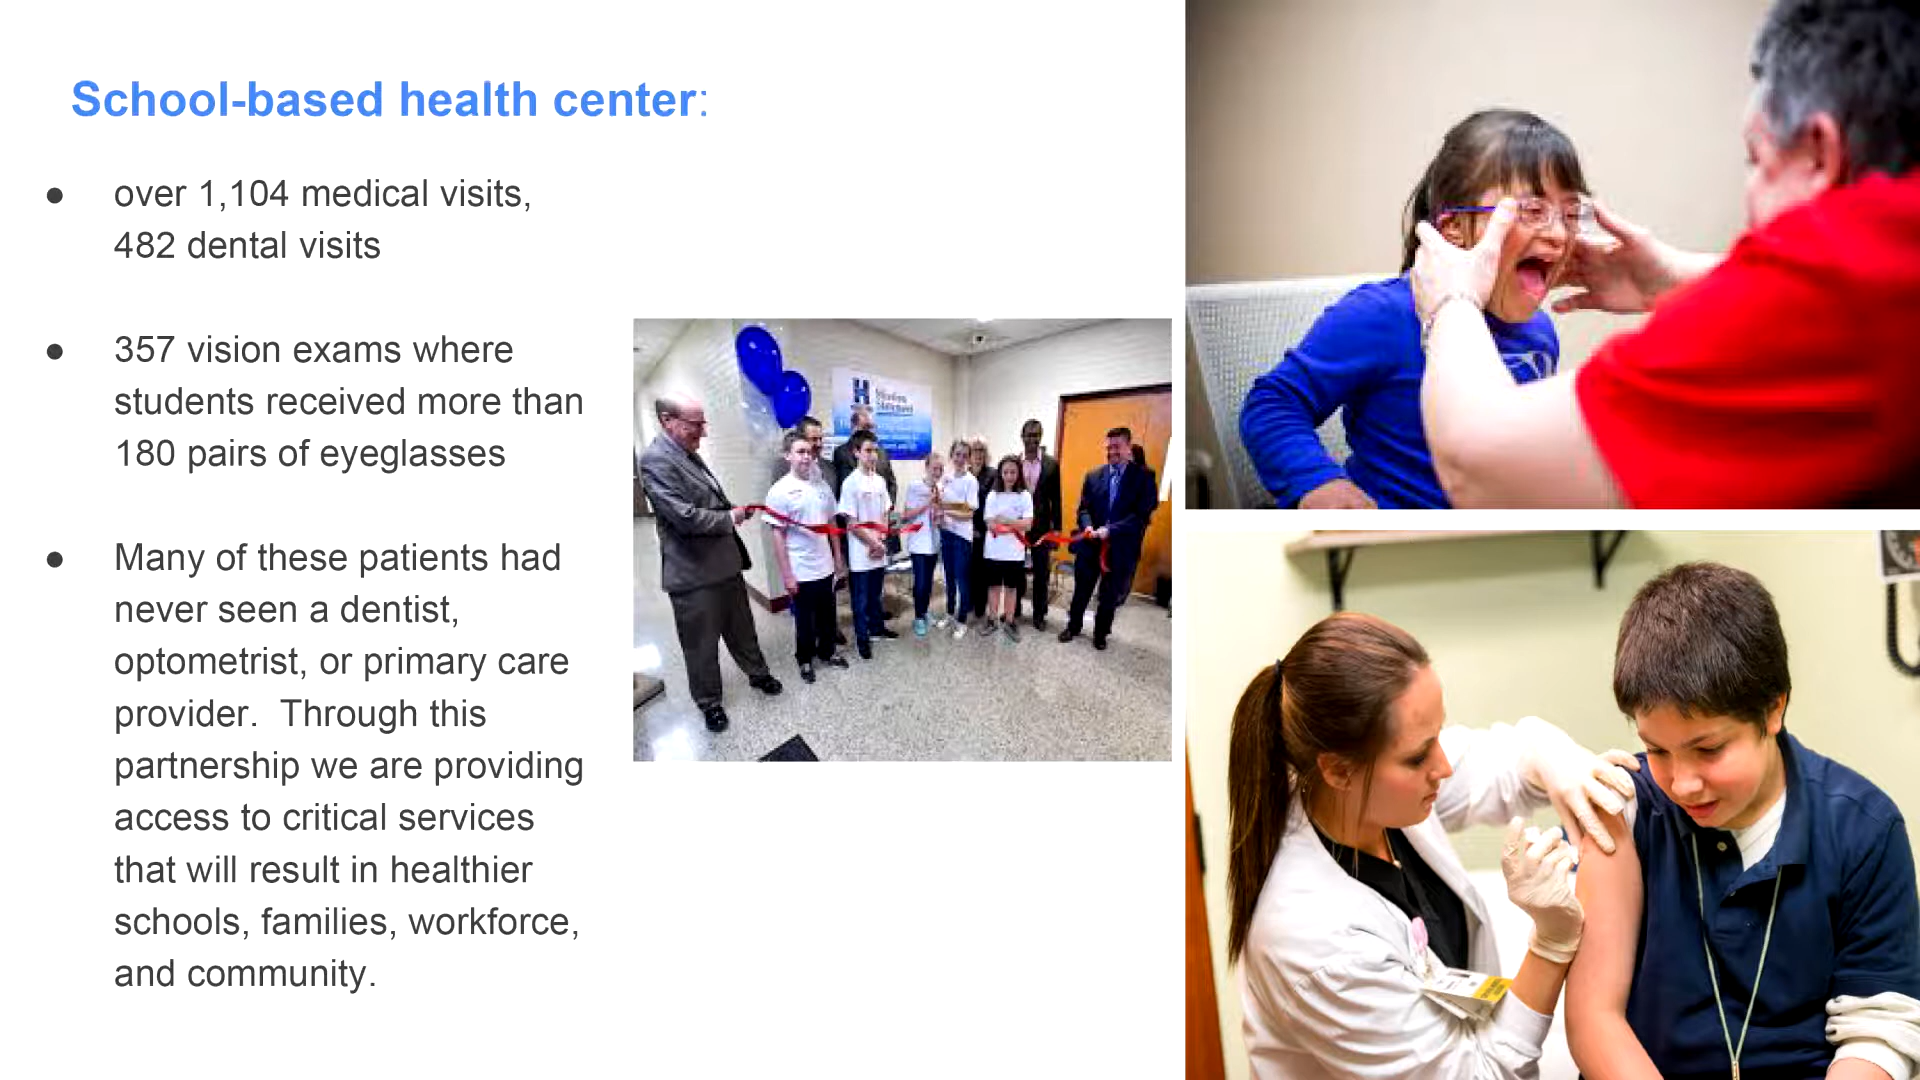 School-based health center:
● over 1,104 medical visits,
482 dental visits
● 357 vision exams where
students received more than
180 pairs of eyeglasses
● Many of these patients had
never seen a dentist,
optometrist, or primary care
provider.  Through this
partnership we are providing
access to critical services
that will result in healthier
schools, families, workforce,
and community.
H